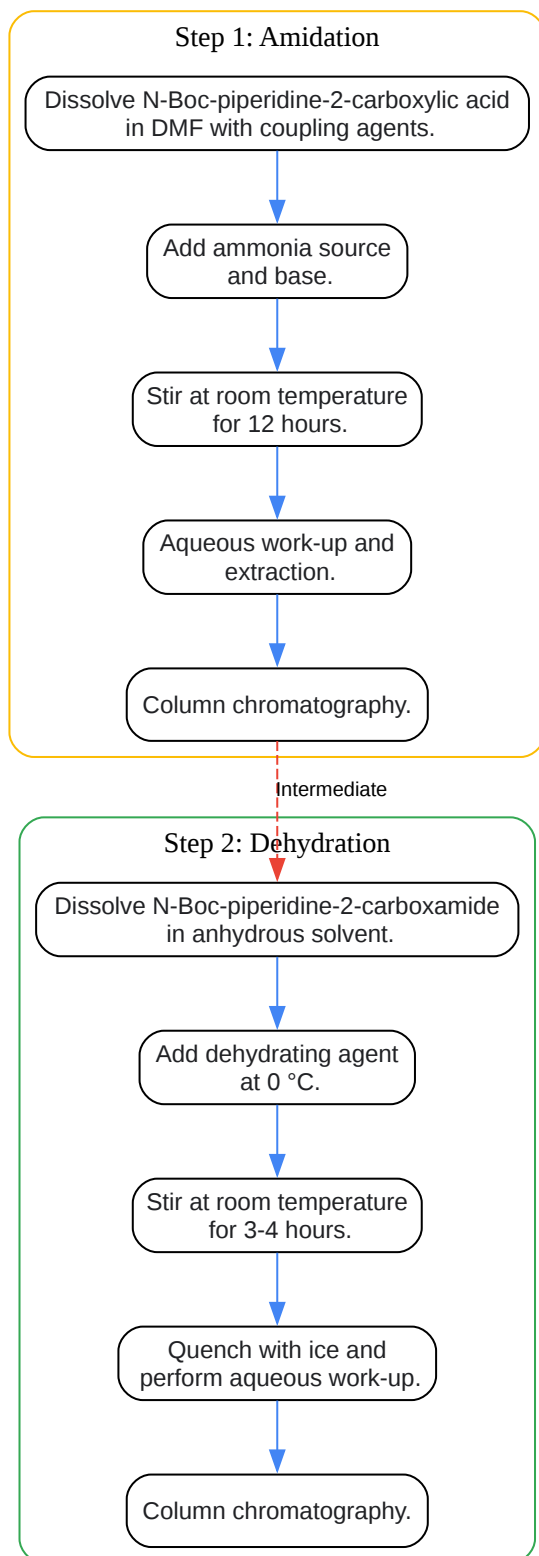 Step 1: Amidation
Dissolve N-Boc-piperidine-2-carboxylic acid
in DMF with coupling agents.
Add ammonia source
and base.
Stir at room temperature
for 12 hours.
Aqueous work-up and
extraction.
Column chromatography.
Intermediate
Step 2: Dehydration
Dissolve N-Boc-piperidine-2-carboxamide
in anhydrous solvent.
Add dehydrating agent
at 0 °C.
Stir at room temperature
for 3-4 hours.
Quench with ice and
perform aqueous work-up.
Column chromatography.